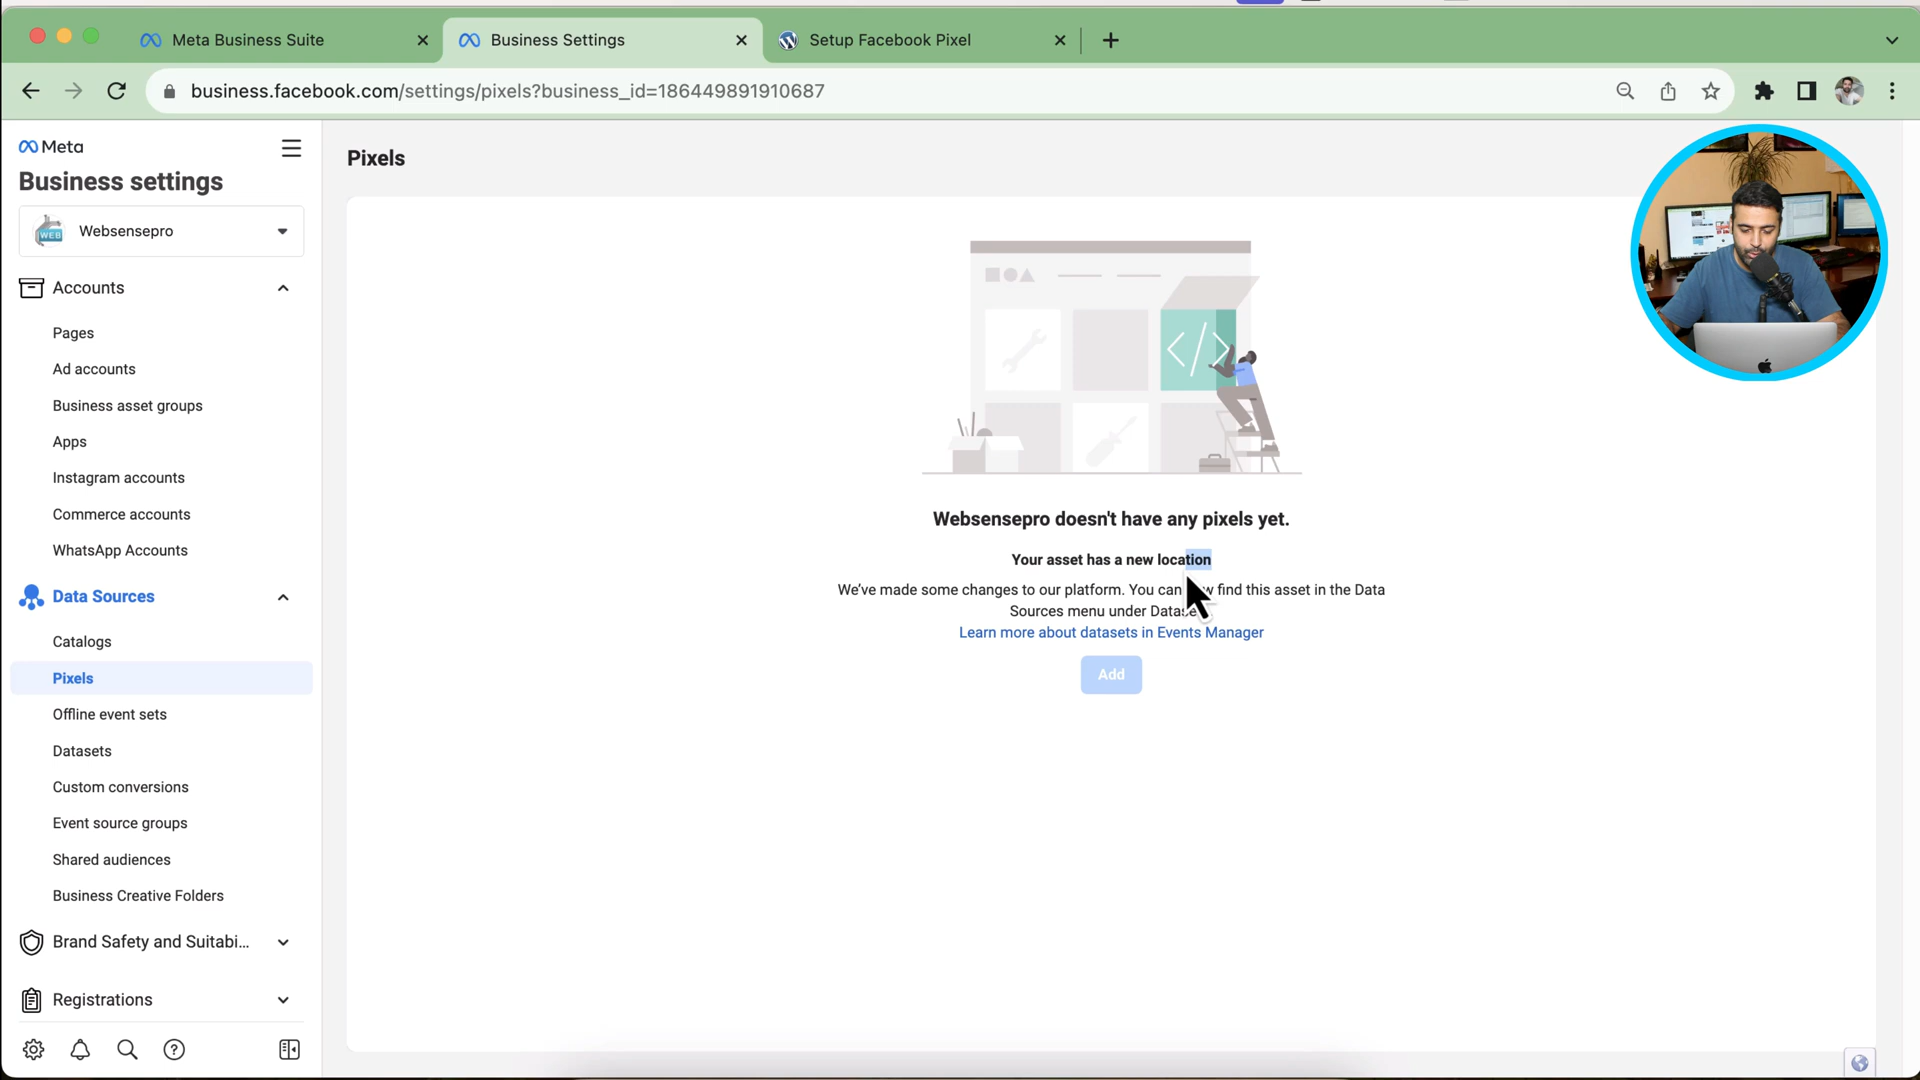 Meta Business Suite
Business Settings
Setup Facebook Pixel
business.facebook.com/settings/pixels?business_id=186449891910687
Meta
Business settings
WEB
Websensepro
Accounts
Pages
Ad accounts
Business asset groups
Apps
Instagram accounts
Commerce accounts
WhatsApp Accounts
Data Sources
Catalogs
Pixels
Offline event sets
Datasets
Custom conversions
Event source groups
Shared audiences
Business Creative Folders
Brand Safety and Suitabi...
Registrations
Pixels
Websensepro doesn't have any pixels yet.
Your asset has a new location
We've made some changes to our platform. You can find this asset in the Data
Sources menu under
Learn more about datasets in Events Manager
Add